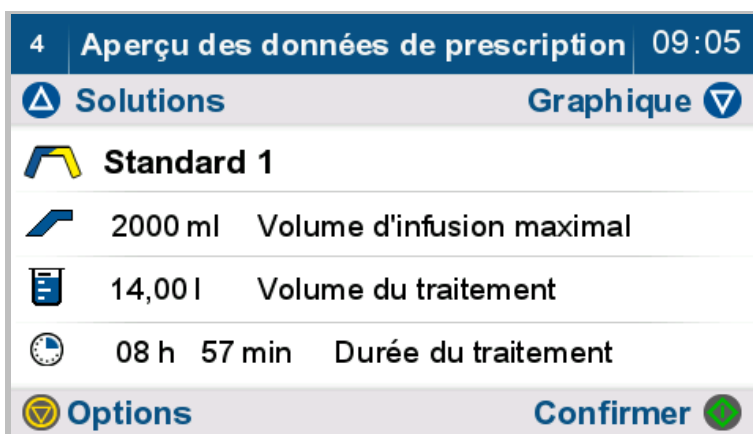 4 Aperçu des données de prescription 09:05
Solutions Graphique
Standard 1
2000 ml Volume d'infusion maximal
14,00 l Volume du traitement
08 h 57 min Durée du traitement
Options Confirmer